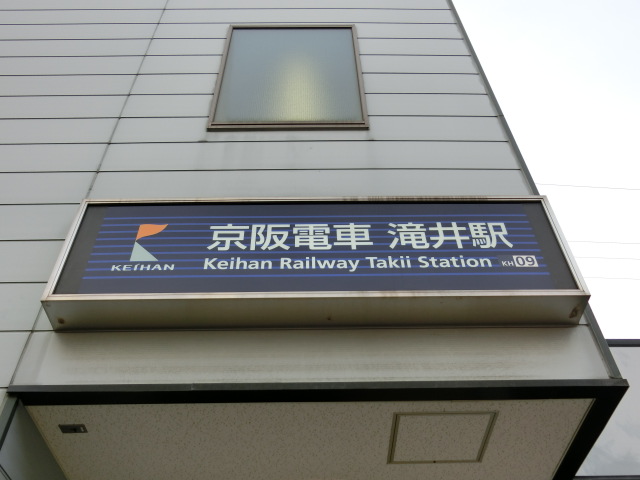 京阪電車 滝井駅
KEIHAN
Keihan Railway Takii Station KH 09